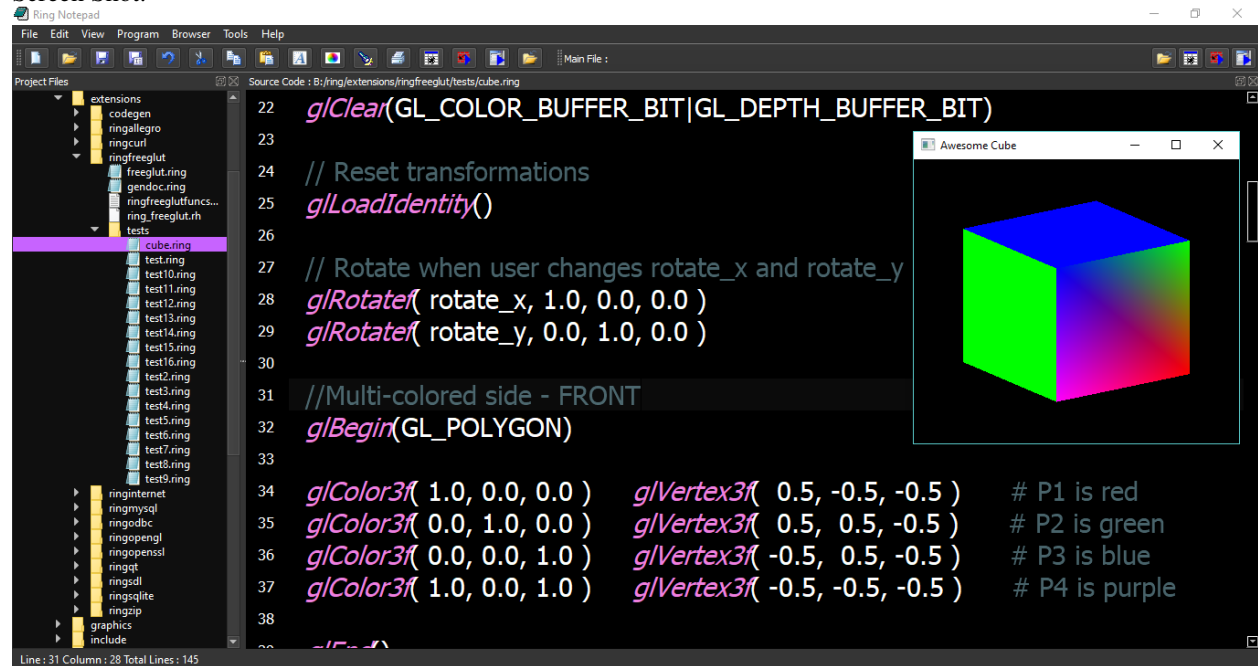 Screen Shot:
Ring Notepad
File Edit View Program Browser Tools Help
Main File :
Project Files
extensions
codegen
ringallegro
ringcurl
ringfreeglut
freeglut.ring
gendoc.ring
ringfreeglutfuncs...
ring_freeglut.rh
tests
cube.ring
test.ring
test10.ring
test11.ring
test12.ring
test13.ring
test14.ring
test15.ring
test16.ring
test2.ring
test3.ring
test4.ring
test5.ring
test6.ring
test7.ring
test8.ring
test9.ring
ringinternet
ringmysql
ringodbc
ringopengl
ringopenssl
ringqt
ringsdl
ringsqlite
ringzip
graphics
include
Source Code : B:/ring/extensions/ringfreeglut/tests/cube.ring
22 glClear(GL_COLOR_BUFFER_BIT|GL_DEPTH_BUFFER_BIT)
23
24 // Reset transformations
25 glLoadIdentity()
26
27 // Rotate when user changes rotate_x and rotate_y
28 glRotatef( rotate_x, 1.0, 0.0, 0.0 )
29 glRotatef( rotate_y, 0.0, 1.0, 0.0 )
30
31 //Multi-colored side - FRONT
32 glBegin(GL_POLYGON)
33
34 glColor3f( 1.0, 0.0, 0.0 ) glVertex3f( 0.5, -0.5, -0.5 ) # P1 is red
35 glColor3f( 0.0, 1.0, 0.0 ) glVertex3f( 0.5, 0.5, -0.5 ) # P2 is green
36 glColor3f( 0.0, 0.0, 1.0 ) glVertex3f( -0.5, 0.5, -0.5 ) # P3 is blue
37 glColor3f( 1.0, 0.0, 1.0 ) glVertex3f( -0.5, -0.5, -0.5 ) # P4 is purple
38
Awesome Cube
Line : 31 Column : 28 Total Lines : 145